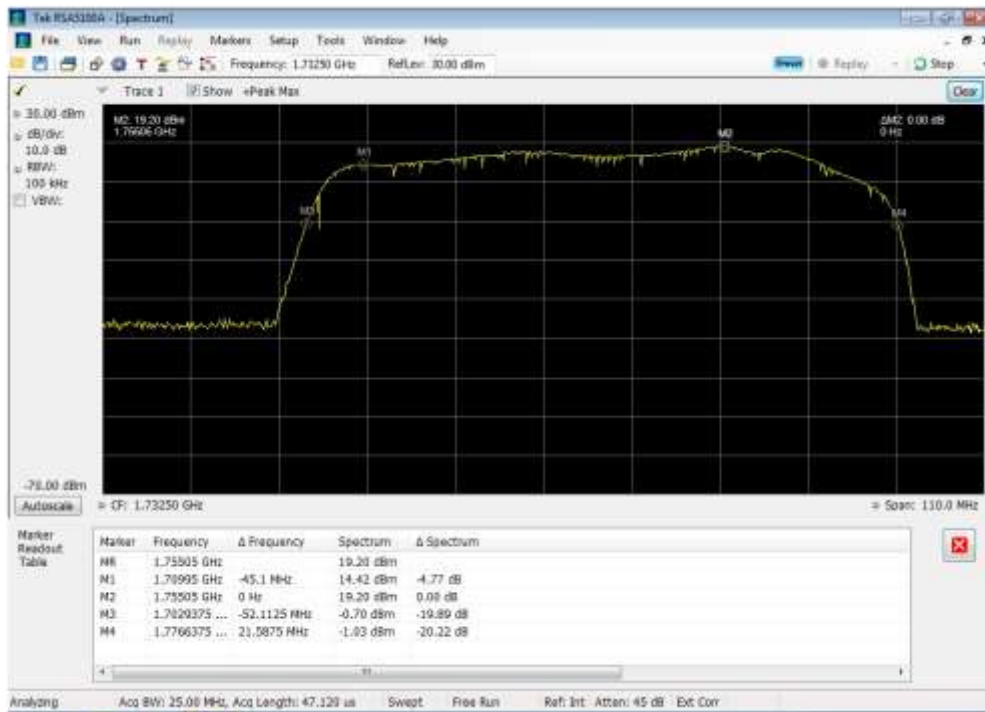 Tek RSA5100A - [Spectrum]
File View Run Replay Markers Setup Tools Window Help
Frequency: 1.73250 GHz RefLev: 30.00 dBm Preset Replay Stop
Trace 1 Show +Peak Max Clear
30.00 dBm
dB/div:
10.0 dB
RBW:
100 kHz
VBW:
M2: 19.20 dBm
ΔM2: 0.00 dB
0 Hz
M1
M2
M3
M4
-70.00 dBm
Autoscale CF: 1.73250 GHz Span: 110.0 MHz
Marker
Readout
Table
Marker Frequency Δ Frequency Spectrum Δ Spectrum
MR 1.75505 GHz 19.20 dBm
M1 1.70995 GHz -45.1 MHz 14.42 dBm -4.77 dB
M2 1.75505 GHz 0 Hz 19.20 dBm 0.00 dB
M3 1.7029375 ... -52.1125 MHz -0.70 dBm -19.89 dB
M4 1.7766375 ... 21.5875 MHz -1.03 dBm -20.22 dB
Analyzing Acq BW: 25.00 MHz, Acq Length: 47.120 us Swept Free Run Ref: Int Atten: 45 dB Ext Corr